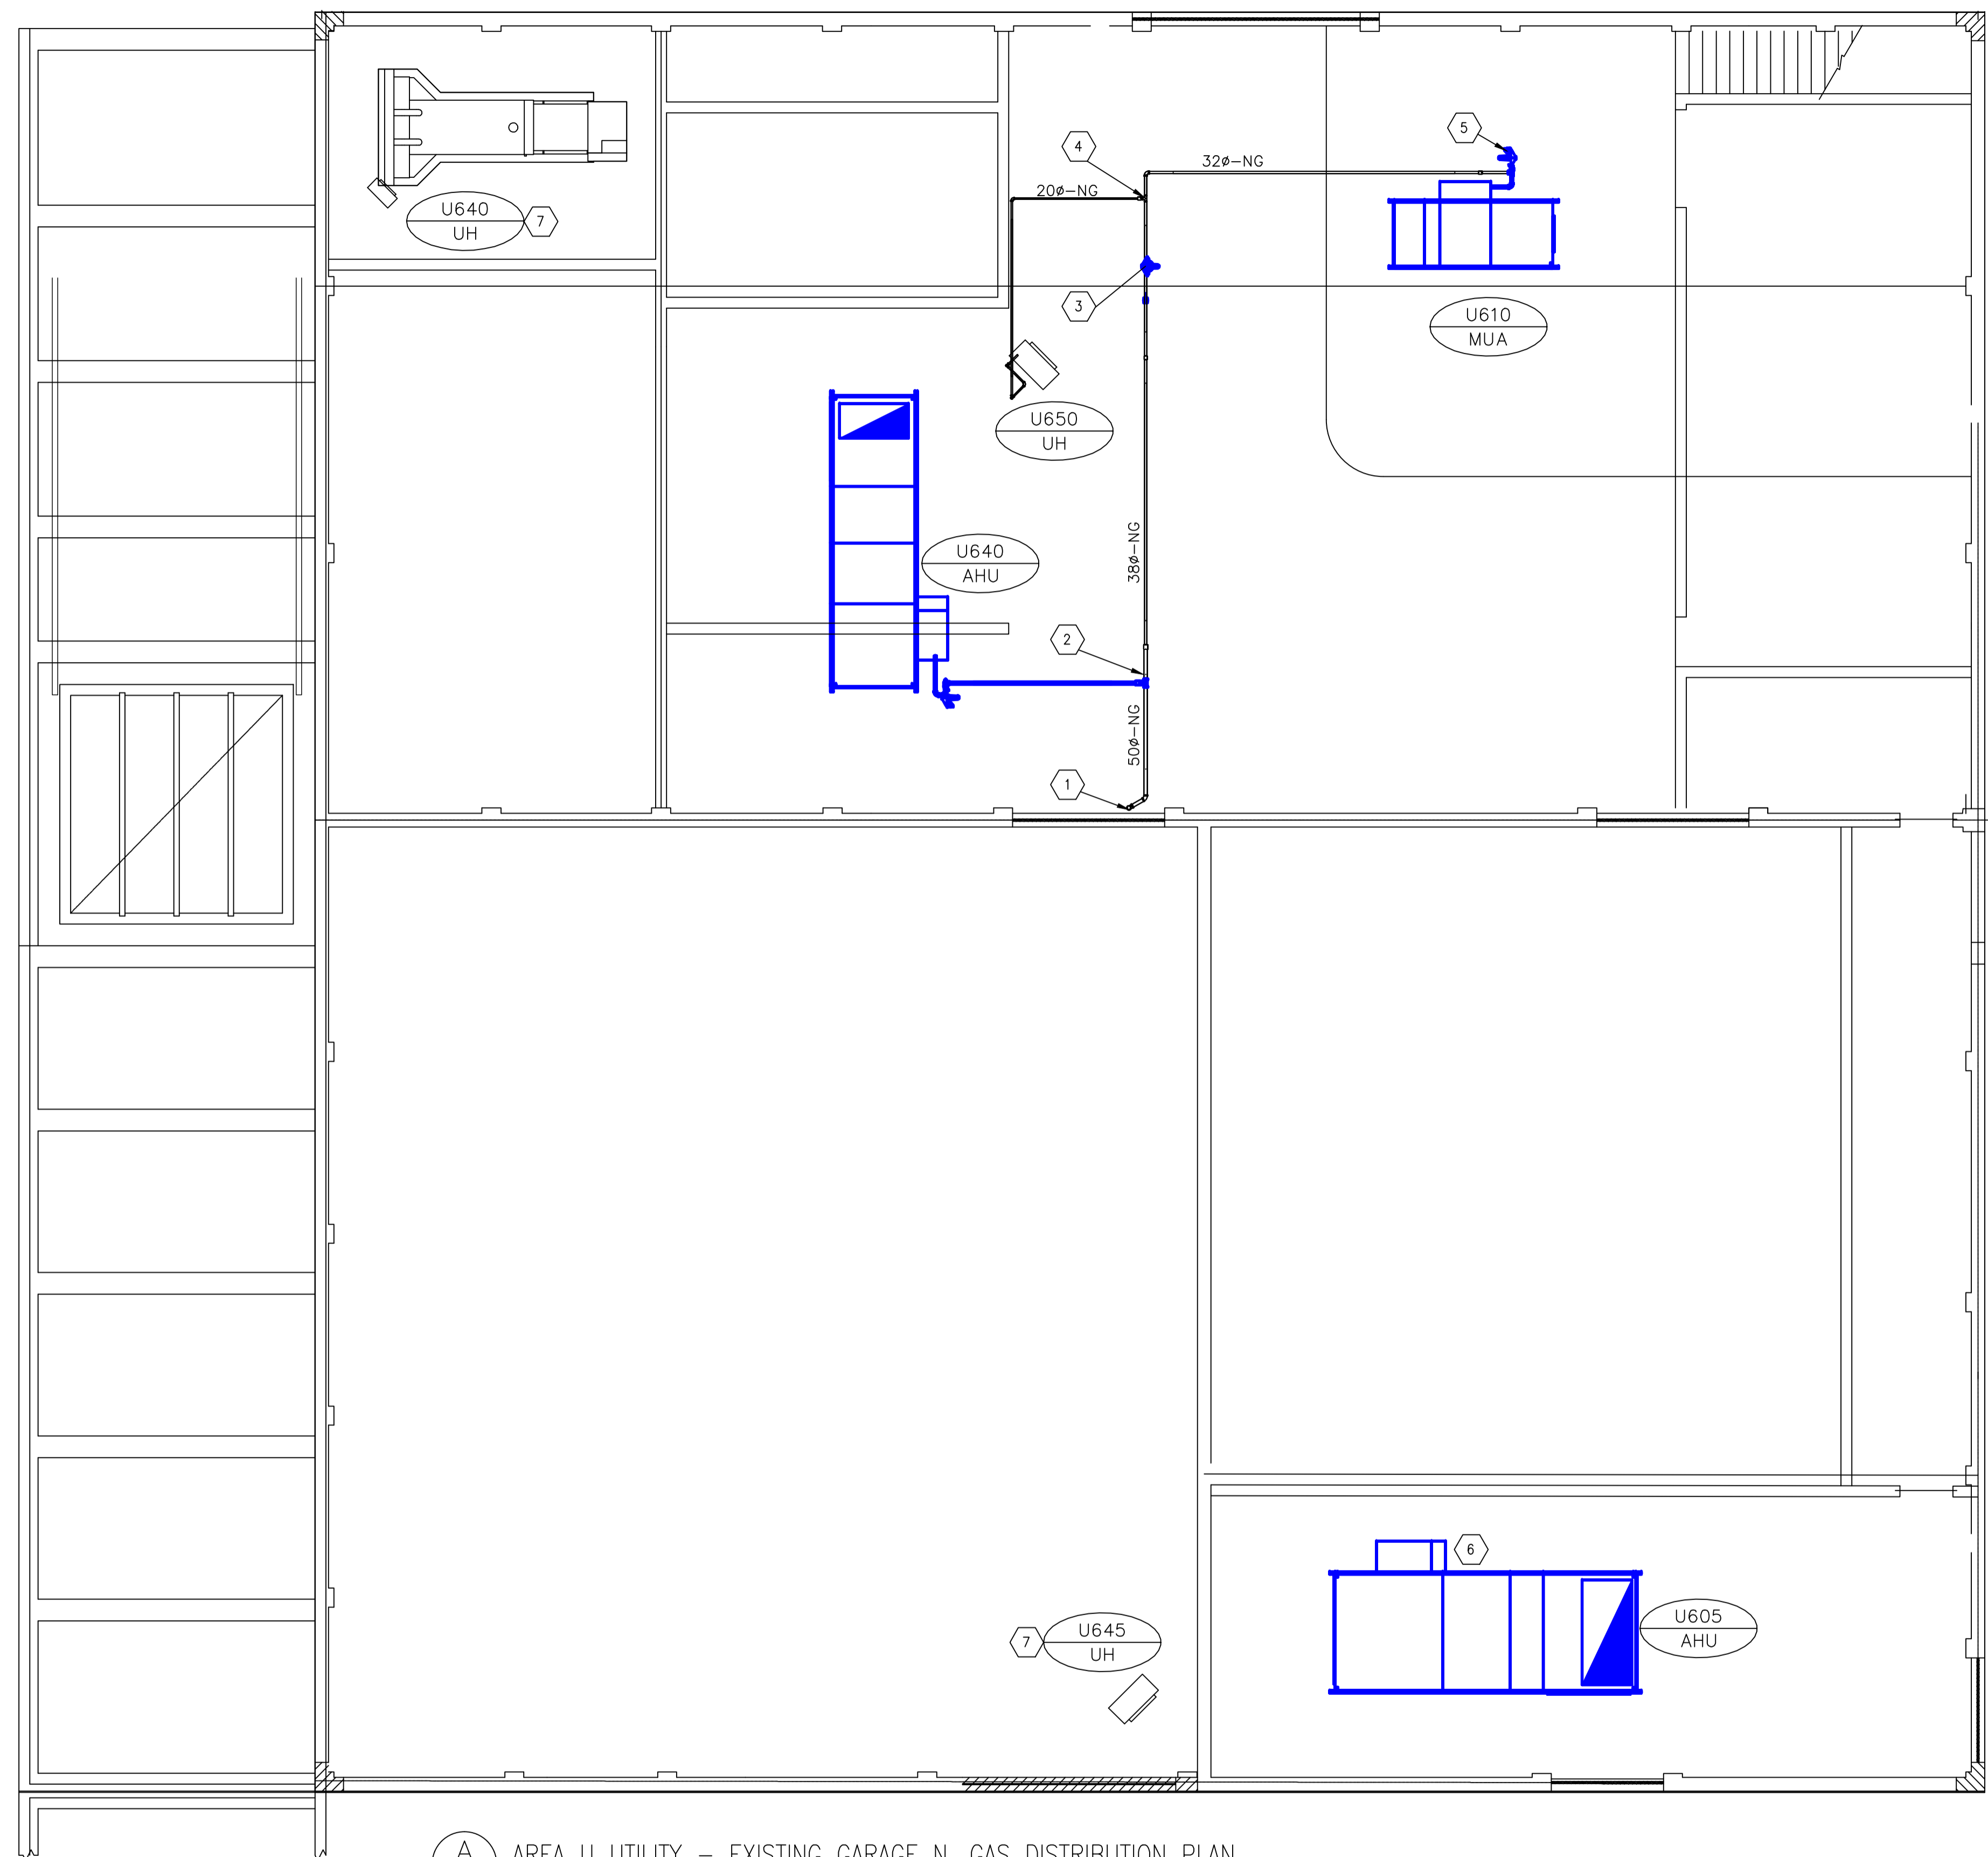 5
4
32ø-NG
20ø-NG
U640
UH
7
3
U610
MUA
U650
UH
38ø-NG
U640
AHU
2
50ø-NG
1
6
U605
AHU
7
U645
UH
A
AREA U UTILITY - EXISTING GARAGE N. GAS DISTRIBUTION PLAN